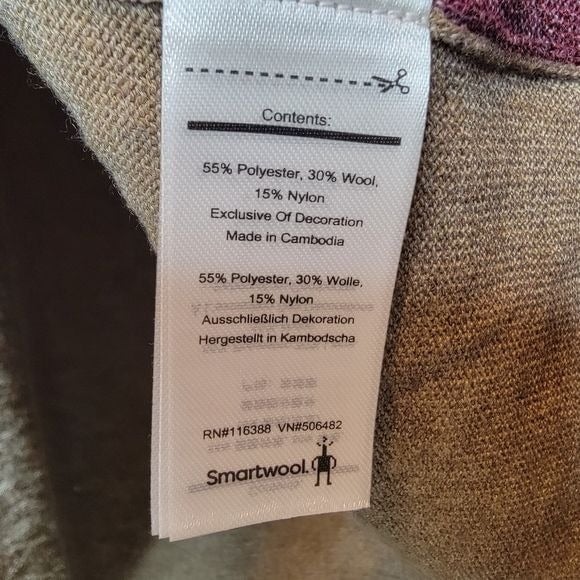 Contents:
55% Polyester, 30% Wool,
15% Nylon
Exclusive Of Decoration
Made in Cambodia
55% Polyester, 30% Wolle,
15% Nylon
Ausschließlich Dekoration
Hergestellt in Kambodscha
RN#116388 VN#506482
Smartwool.